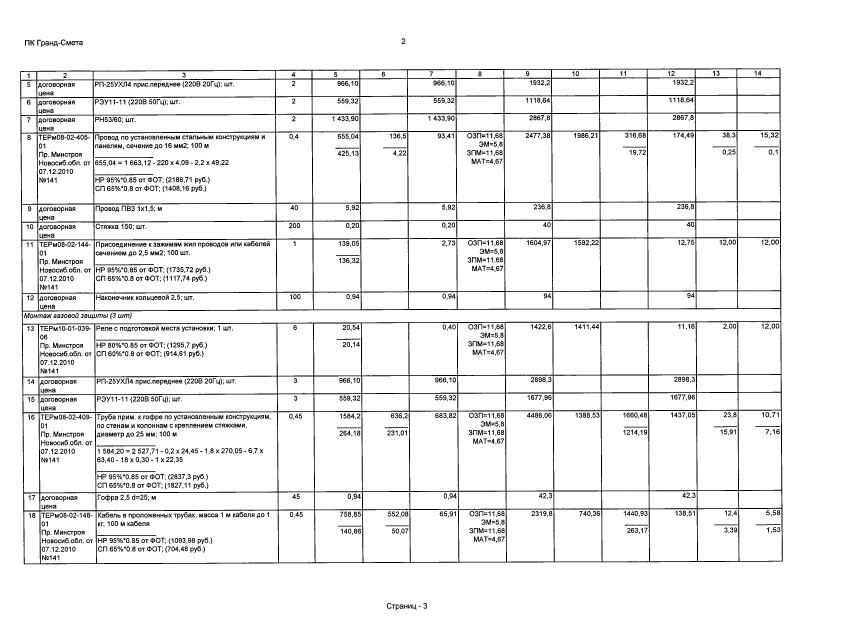 ПК Гранд-Смета
2
1 2 3 4 5 6 7 8 9 10 11 12 13 14
5 договорная цена РП-25УХЛ4 прис.переднее (220В 20Гц); шт. 2 966,10 966,10 1932,2 1932,2
6 договорная цена РЭУ11-11 (220В 50Гц); шт. 2 559,32 559,32 1118,64 1118,64
7 договорная цена РН53/60; шт. 2 1 433,90 1 433,90 2867,8 2867,8
8 ТЕРм08-02-405- Провод по установленным стальным конструкциям и 0,4 655,04 136,5 93,41 ОЗП=11,68 2477,38 1986,21 316,68 174,49 38,3 15,32
01 панелям, сечение до 16 мм2; 100 м ЭМ=5,8
Пр. Минстроя 425,13 4,22 ЗПМ=11,68 19,72 0,25 0,1
Новосиб.обл. от 655,04 = 1 663,12 - 220 x 4,09 - 2,2 x 49,22 МАТ=4,67
07.12.2010
№141 НР 95%*0.85 от ФОТ; (2186,71 руб.)
СП 65%*0.8 от ФОТ; (1408,16 руб.)
9 договорная цена Провод ПВ3 1x1,5; м 40 5,92 5,92 236,8 236,8
10 договорная цена Стяжка 150; шт. 200 0,20 0,20 40 40
11 ТЕРм08-02-144- Присоединение к зажимам жил проводов или кабелей 1 139,05 2,73 ОЗП=11,68 1604,97 1592,22 12,75 12,00 12,00
01 сечением до 2,5 мм2; 100 шт. ЭМ=5,8
Пр. Минстроя 136,32 ЗПМ=11,68
Новосиб.обл. от НР 95%*0.85 от ФОТ; (1735,72 руб.) МАТ=4,67
07.12.2010 СП 65%*0.8 от ФОТ; (1117,74 руб.)
№141
12 договорная цена Наконечник кольцевой 2,5; шт. 100 0,94 0,94 94 94
Монтаж газовой защиты (3 шт)
13 ТЕРм10-01-039- Реле с подготовкой места установки; 1 шт. 6 20,54 0,40 ОЗП=11,68 1422,6 1411,44 11,16 2,00 12,00
06 ЭМ=5,8
Пр. Минстроя НР 80%*0.85 от ФОТ; (1295,7 руб.) 20,14 ЗПМ=11,68
Новосиб.обл. от СП 60%*0.8 от ФОТ; (914,61 руб.) МАТ=4,67
07.12.2010
№141
14 договорная цена РП-25УХЛ4 прис.переднее (220В 20Гц); шт. 3 966,10 966,10 2898,3 2898,3
15 договорная цена РЭУ11-11 (220В 50Гц); шт. 3 559,32 559,32 1677,96 1677,96
16 ТЕРм08-02-409- Труба прим. к гофре по установленным конструкциям, 0,45 1584,2 636,2 683,82 ОЗП=11,68 4486,06 1388,53 1660,48 1437,05 23,8 10,71
01 по стенам и колоннам с креплением стяжками, ЭМ=5,8
Пр. Минстроя диаметр до 25 мм; 100 м 264,18 231,01 ЗПМ=11,68 1214,19 15,91 7,16
Новосиб.обл. от МАТ=4,67
07.12.2010 1 584,20 = 2 527,71 - 0,2 x 24,45 - 1,8 x 270,05 - 6,7 x
№141 63,40 - 18 x 0,30 - 1 x 22,35
НР 95%*0.85 от ФОТ; (2837,3 руб.)
СП 65%*0.8 от ФОТ; (1827,11 руб.)
17 договорная цена Гофра 2,5 d=25; м 45 0,94 0,94 42,3 42,3
18 ТЕРм08-02-148- Кабель в проложенных трубах, масса 1 м кабеля до 1 0,45 758,85 552,08 65,91 ОЗП=11,68 2319,8 740,36 1440,93 138,51 12,4 5,58
01 кг; 100 м кабеля ЭМ=5,8
Пр. Минстроя 140,86 50,07 ЗПМ=11,68 263,17 3,39 1,53
Новосиб.обл. от НР 95%*0.85 от ФОТ; (1093,98 руб.) МАТ=4,67
07.12.2010 СП 65%*0.8 от ФОТ; (704,48 руб.)
№141
Страниц - 3